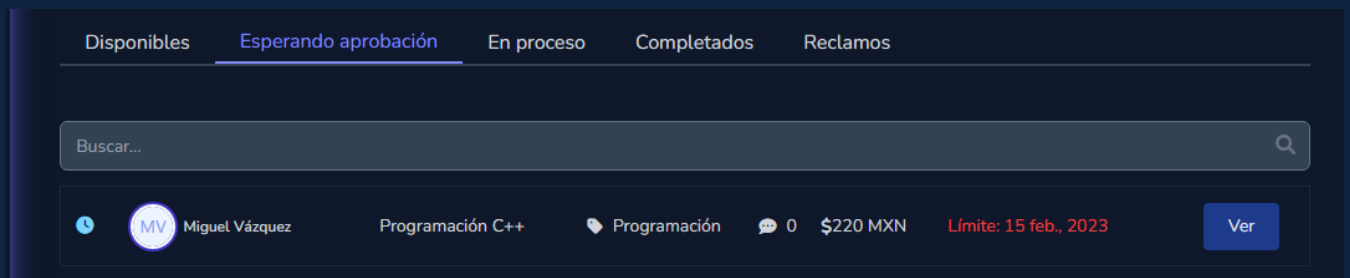 Disponibles Esperando aprobación En proceso Completados Reclamos
Buscar...
MV Miguel Vázquez Programación C++ Programación 0 $220 MXN Límite: 15 feb., 2023 Ver